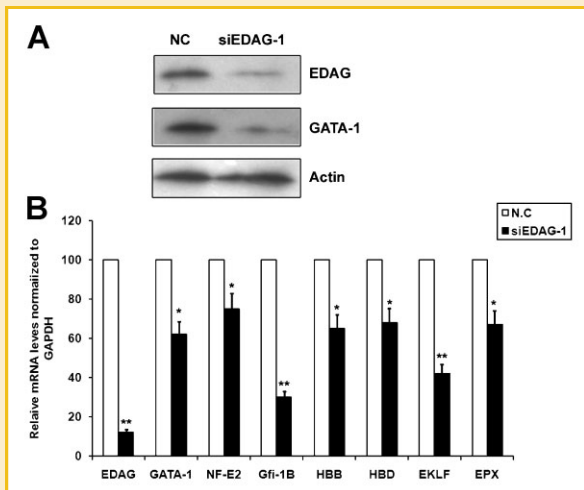 A
NC siEDAG-1
EDAG
GATA-1
Actin
B
Relaive mRNA leves normalized to
GAPDH
120
100
80
60
40
20
0
N.C
siEDAG-1
**
*
*
**
*
*
**
*
EDAG GATA-1 NF-E2 Gfi-1B HBB HBD EKLF EPX